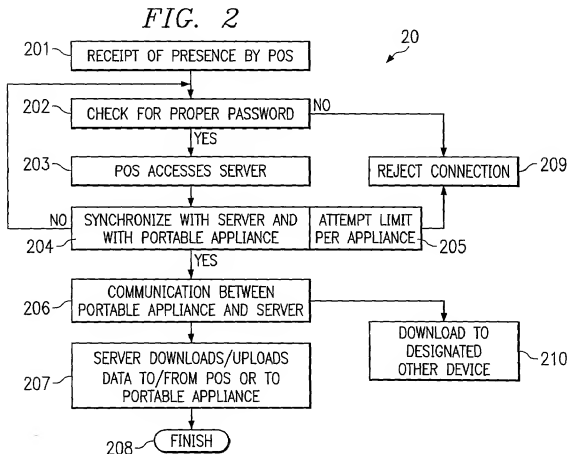 FIG. 2
20
201
RECEIPT OF PRESENCE BY POS
202
CHECK FOR PROPER PASSWORD
NO
YES
203
POS ACCESSES SERVER
REJECT CONNECTION
209
NO
SYNCHRONIZE WITH SERVER AND
WITH PORTABLE APPLIANCE
204
ATTEMPT LIMIT
PER APPLIANCE
205
YES
206
COMMUNICATION BETWEEN
PORTABLE APPLIANCE AND SERVER
DOWNLOAD TO
DESIGNATED
OTHER DEVICE
210
207
SERVER DOWNLOADS/UPLOADS
DATA TO/FROM POS OR TO
PORTABLE APPLIANCE
208
FINISH